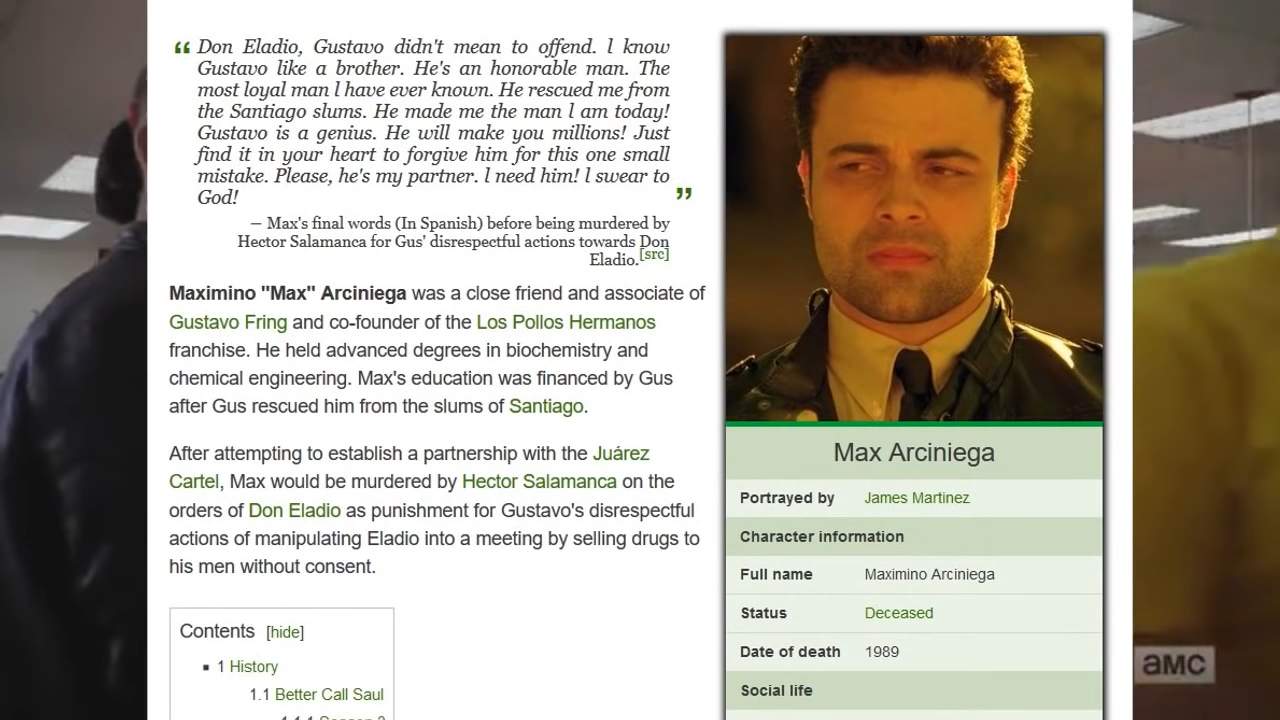 “ Don Eladio, Gustavo didn't mean to offend. l know
Gustavo like a brother. He's an honorable man. The
most loyal man l have ever known. He rescued me from
the Santiago slums. He made me the man l am today!
Gustavo is a genius. He will make you millions! Just
find it in your heart to forgive him for this one small
mistake. Please, he's my partner. l need him! l swear to
God! ”
— Max's final words (In Spanish) before being murdered by
Hector Salamanca for Gus' disrespectful actions towards Don
Eladio.[src]
Maximino "Max" Arciniega was a close friend and associate of
Gustavo Fring and co-founder of the Los Pollos Hermanos
franchise. He held advanced degrees in biochemistry and
chemical engineering. Max's education was financed by Gus
after Gus rescued him from the slums of Santiago.
After attempting to establish a partnership with the Juárez
Cartel, Max would be murdered by Hector Salamanca on the
orders of Don Eladio as punishment for Gustavo's disrespectful
actions of manipulating Eladio into a meeting by selling drugs to
his men without consent.
Contents [hide]
▪ 1 History
1.1 Better Call Saul
1.1.1 Season 3
Max Arciniega
Portrayed by James Martinez
Character information
Full name Maximino Arciniega
Status Deceased
Date of death 1989
Social life
amc